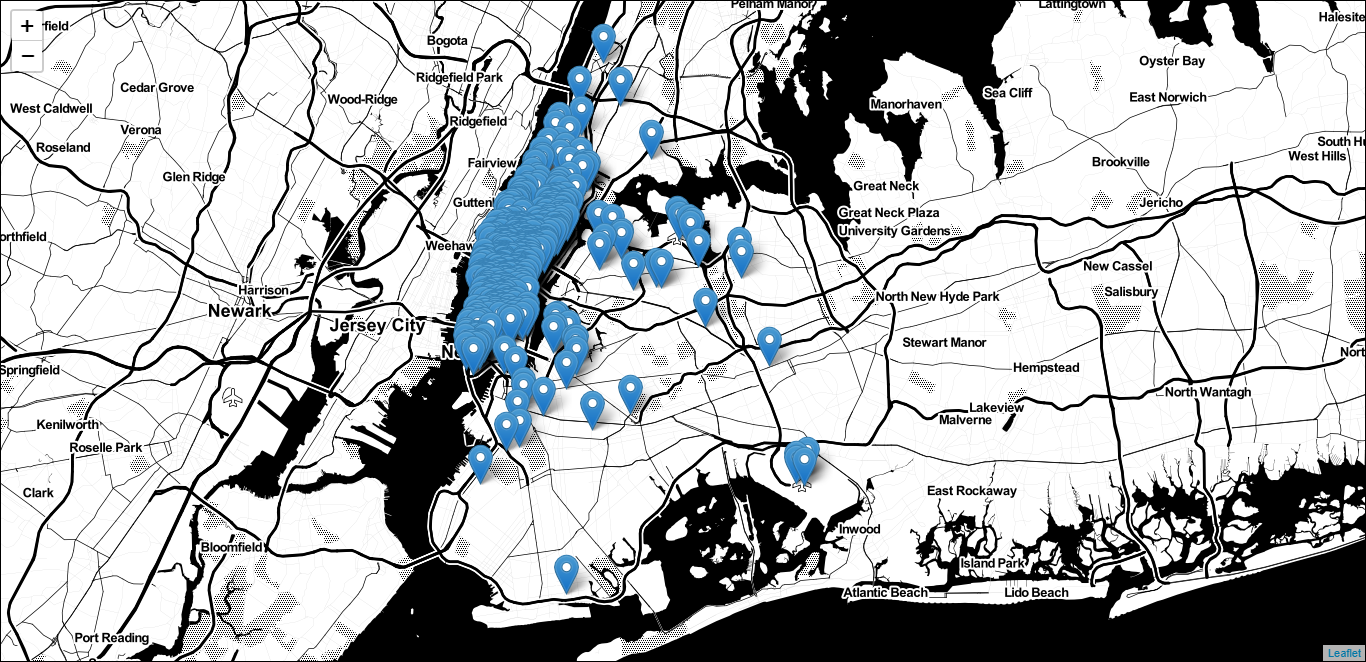 Pelham Manor
Lattingtown
Halesite
+
rfield
Bogota
−
Oyster Bay
Ridgefield Park
Cedar Grove
Sea Cliff
Wood-Ridge
East Norwich
Manorhaven
West Caldwell
Ridgefield
Verona
South Hu
Roseland
West Hills
Fairview
Brookville
Glen Ridge
Great Neck
Guttenl
Jericho
Great Neck Plaza
University Gardens
orthfield
Weehaw
New Cassel
Harrison
Salisbury
North New Hyde Park
Newark
Jersey City
Stewart Manor
Ne
Nort
Springfield
Hempstead
North Wantagh
Lakeview
Malverne
Kenilworth
Roselle Park
Clark
East Rockaway
Inwood
Bloomfield
Island Park
Atlantic Beach
Lido Beach
Port Reading
Leaflet